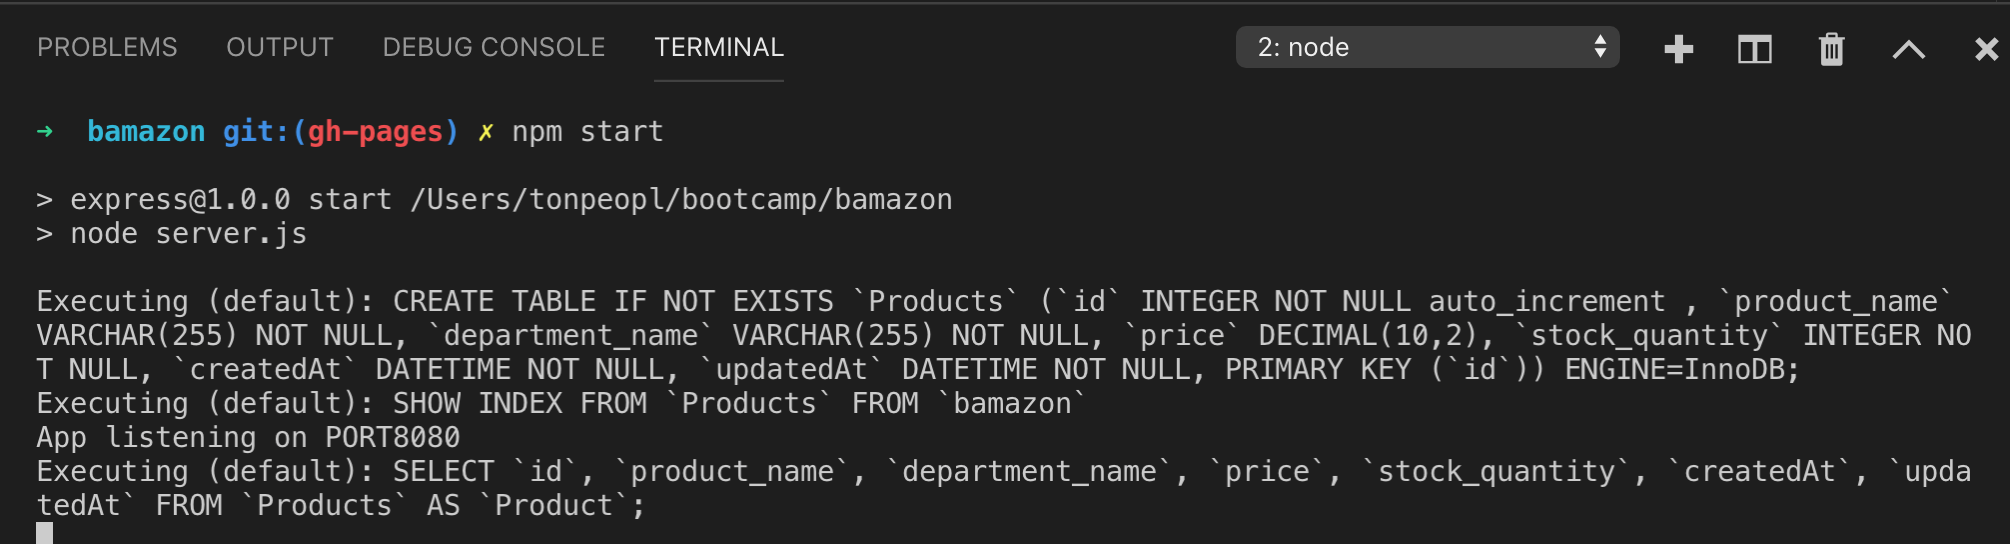 PROBLEMS OUTPUT DEBUG CONSOLE TERMINAL 2: node
➜ bamazon git:(gh-pages) ✗ npm start
> express@1.0.0 start /Users/tonpeopl/bootcamp/bamazon
> node server.js
Executing (default): CREATE TABLE IF NOT EXISTS `Products` (`id` INTEGER NOT NULL auto_increment , `product_name`
VARCHAR(255) NOT NULL, `department_name` VARCHAR(255) NOT NULL, `price` DECIMAL(10,2), `stock_quantity` INTEGER NO
T NULL, `createdAt` DATETIME NOT NULL, `updatedAt` DATETIME NOT NULL, PRIMARY KEY (`id`)) ENGINE=InnoDB;
Executing (default): SHOW INDEX FROM `Products` FROM `bamazon`
App listening on PORT8080
Executing (default): SELECT `id`, `product_name`, `department_name`, `price`, `stock_quantity`, `createdAt`, `upda
tedAt` FROM `Products` AS `Product`;